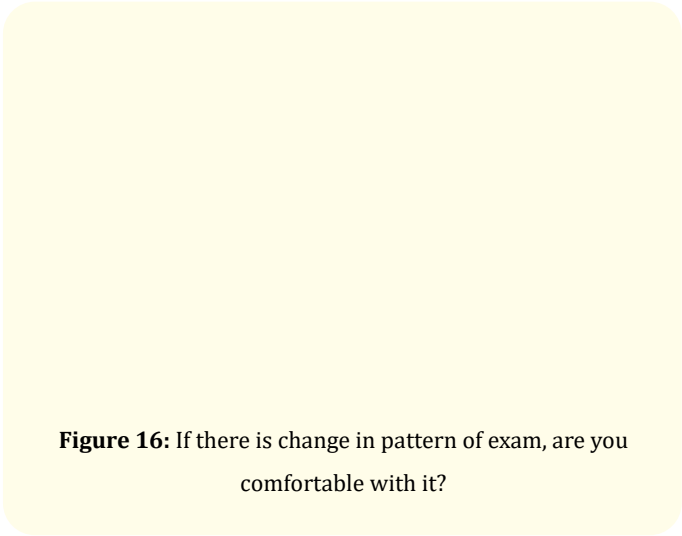 Figure 16: If there is change in pattern of exam, are you
comfortable with it?